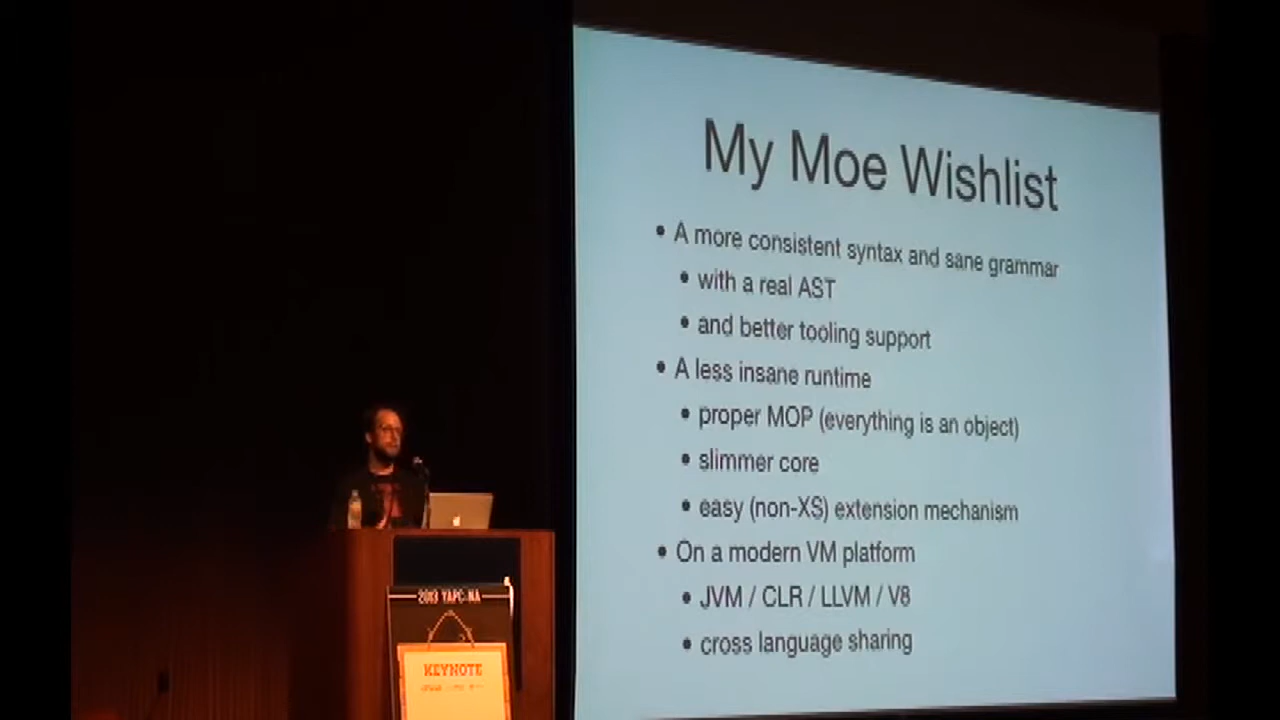 My Moe Wishlist
• A more consistent syntax and sane grammar
• with a real AST
• and better tooling support
• A less insane runtime
• proper MOP (everything is an object)
• slimmer core
• easy (non-XS) extension mechanism
• On a modern VM platform
• JVM / CLR / LLVM / V8
• cross language sharing
2013 YAPC-NA
KEYNOTE